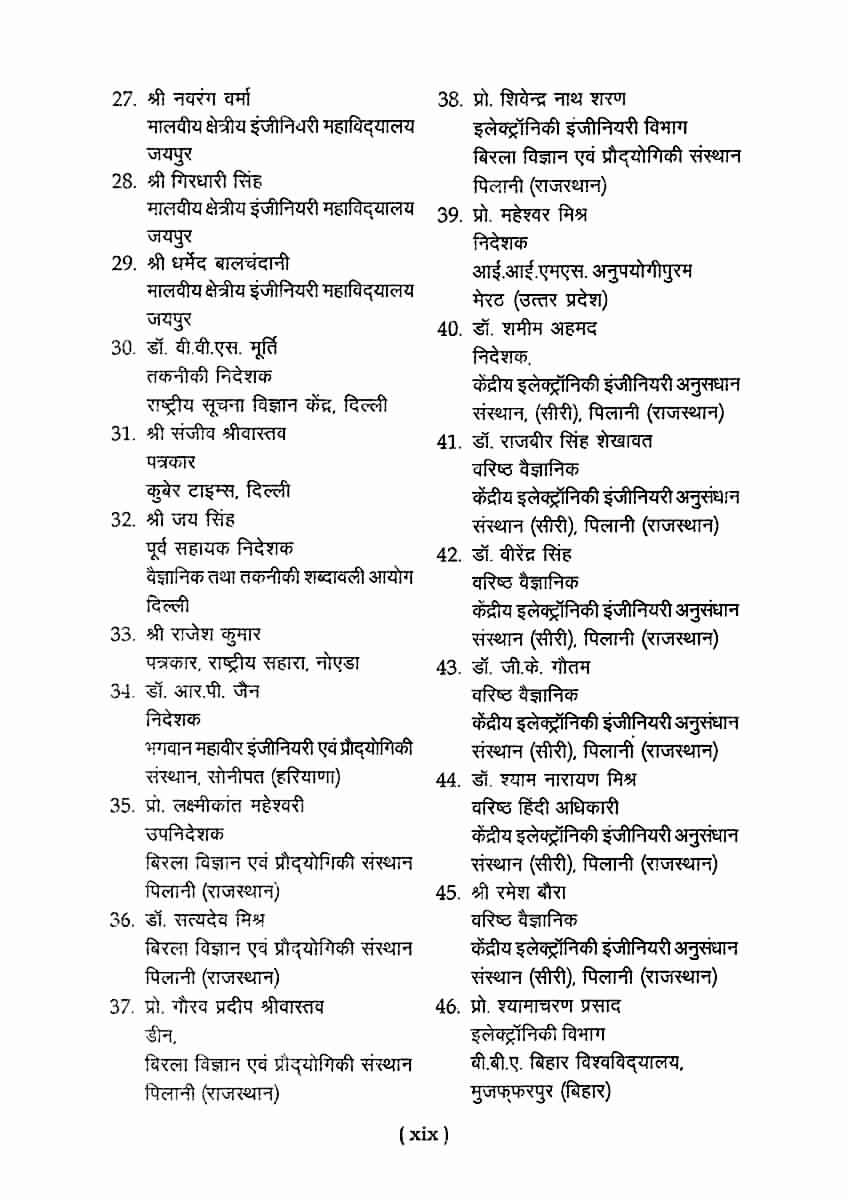 27. श्री नवरंग वर्मा
मालवीय क्षेत्रीय इंजीनियरी महाविद्यालय
जयपुर
28. श्री गिरधारी सिंह
मालवीय क्षेत्रीय इंजीनियरी महाविद्यालय
जयपुर
29. श्री धर्मेद बालचंदानी
मालवीय क्षेत्रीय इंजीनियरी महाविद्यालय
जयपुर
30. डॉ. वी.वी.एस. मूर्ति
तकनीकी निदेशक
राष्ट्रीय सूचना विज्ञान केंद्र, दिल्ली
31. श्री संजीव श्रीवास्तव
पत्रकार
कुबेर टाइम्स, दिल्ली
32. श्री जय सिंह
पूर्व सहायक निदेशक
वैज्ञानिक तथा तकनीकी शब्दावली आयोग
दिल्ली
33. श्री राजेश कुमार
पत्रकार, राष्ट्रीय सहारा, नोएडा
34. डॉ. आर.पी. जैन
निदेशक
भगवान महावीर इंजीनियरी एवं प्रौद्योगिकी
संस्थान, सोनीपत (हरियाणा)
35. प्रो. लक्ष्मीकांत महेश्वरी
उपनिदेशक
बिरला विज्ञान एवं प्रौद्योगिकी संस्थान
पिलानी (राजस्थान)
36. डॉ. सत्यदेव मिश्र
बिरला विज्ञान एवं प्रौद्योगिकी संस्थान
पिलानी (राजस्थान)
37. प्रो. गौरव प्रदीप श्रीवास्तव
डीन,
बिरला विज्ञान एवं प्रौद्योगिकी संस्थान
पिलानी (राजस्थान)
38. प्रो. शिवेन्द्र नाथ शरण
इलेक्ट्रॉनिकी इंजीनियरी विभाग
बिरला विज्ञान एवं प्रौद्योगिकी संस्थान
पिलानी (राजस्थान)
39. प्रो. महेश्वर मिश्र
निदेशक
आई.आई.एमएस. अनुपयोगीपुरम
मेरठ (उत्तर प्रदेश)
40. डॉ. शमीम अहमद
निदेशक,
केंद्रीय इलेक्ट्रॉनिकी इंजीनियरी अनुसधान
संस्थान, (सीरी), पिलानी (राजस्थान)
41. डॉ. राजबीर सिंह शेखावत
वरिष्ठ वैज्ञानिक
केंद्रीय इलेक्ट्रॉनिकी इंजीनियरी अनुसंधान
संस्थान (सीरी), पिलानी (राजस्थान)
42. डॉ. वीरेंद्र सिंह
वरिष्ठ वैज्ञानिक
केंद्रीय इलेक्ट्रॉनिकी इंजीनियरी अनुसंधान
संस्थान (सीरी), पिलानी (राजस्थान)
43. डॉ. जी.के. गौतम
वरिष्ठ वैज्ञानिक
केंद्रीय इलेक्ट्रॉनिकी इंजीनियरी अनुसंधान
संस्थान (सीरी), पिलानी (राजस्थान)
44. डॉ. श्याम नारायण मिश्र
वरिष्ठ हिंदी अधिकारी
केंद्रीय इलेक्ट्रॉनिकी इंजीनियरी अनुसंधान
संस्थान (सीरी), पिलानी (राजस्थान)
45. श्री रमेश बौरा
वरिष्ठ वैज्ञानिक
केंद्रीय इलेक्ट्रॉनिकी इंजीनियरी अनुसंधान
संस्थान (सीरी), पिलानी (राजस्थान)
46. प्रो. श्यामाचरण प्रसाद
इलेक्ट्रॉनिकी विभाग
बी.बी.ए. बिहार विश्वविद्यालय,
मुजफ्फरपुर (बिहार)
( xix )